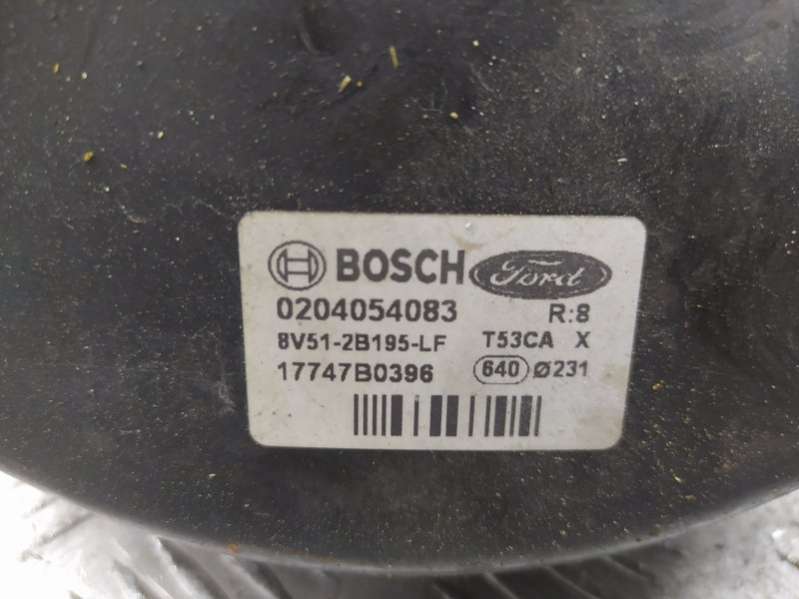 BOSCH Ford
0204054083 R:8
8V51-2B195-LF T53CA X
17747B0396 640 Ø231